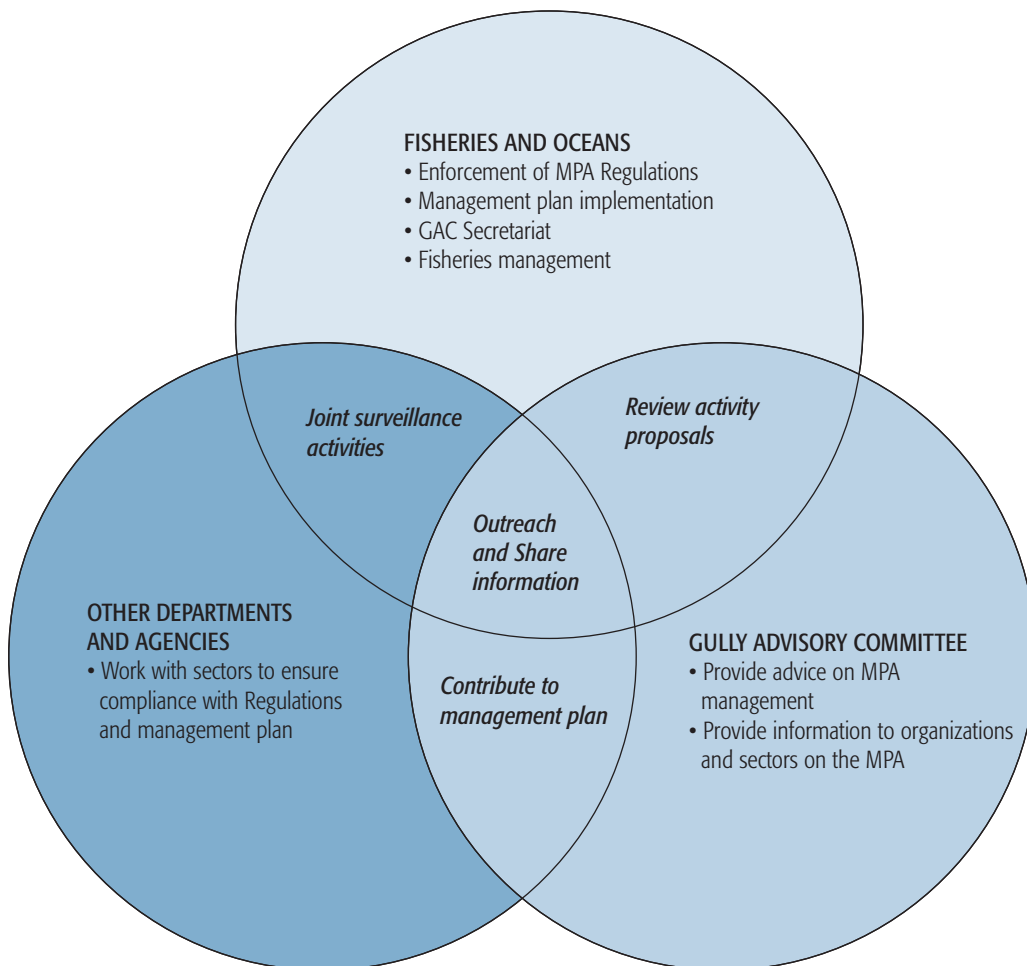 FISHERIES AND OCEANS
• Enforcement of MPA Regulations
• Management plan implementation
• GAC Secretariat
• Fisheries management
Joint surveillance
activities
Review activity
proposals
Outreach
and Share
information
OTHER DEPARTMENTS
AND AGENCIES
• Work with sectors to ensure
compliance with Regulations
and management plan
Contribute to
management plan
GULLY ADVISORY COMMITTEE
• Provide advice on MPA
management
• Provide information to organizations
and sectors on the MPA